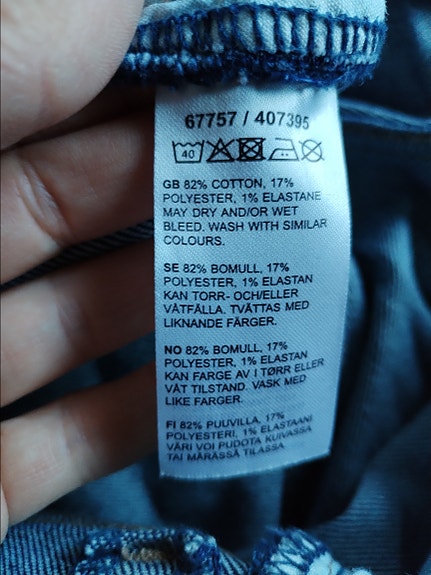 67757 / 407395
40
GB 82% COTTON, 17%
POLYESTER, 1% ELASTANE
MAY DRY AND/OR WET
BLEED. WASH WITH SIMILAR
COLOURS.
SE 82% BOMULL, 17%
POLYESTER, 1% ELASTAN
KAN TORR- OCH/ELLER
VÅTFÄLLA. TVÄTTAS MED
LIKNANDE FÄRGER.
NO 82% BOMULL, 17%
POLYESTER, 1% ELASTAN
KAN FARGE AV I TØRR ELLER
VÅT TILSTAND. VASK MED
LIKE FARGER.
FI 82% PUUVILLA, 17%
POLYESTERI, 1% ELASTAANI
VÄRI VOI PUDOTA KUIVASSA
TAI MÄRÄSSÄ TILASSA.